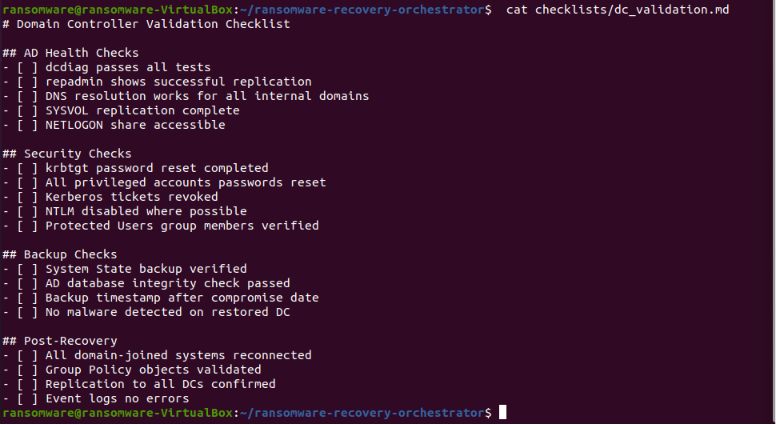 ransomware@ransomware-VirtualBox:~/ransomware-recovery-orchestrator$  cat checklists/dc_validation.md
# Domain Controller Validation Checklist

## AD Health Checks
- [ ] dcdiag passes all tests
- [ ] repadmin shows successful replication
- [ ] DNS resolution works for all internal domains
- [ ] SYSVOL replication complete
- [ ] NETLOGON share accessible

## Security Checks
- [ ] krbtgt password reset completed
- [ ] All privileged accounts passwords reset
- [ ] Kerberos tickets revoked
- [ ] NTLM disabled where possible
- [ ] Protected Users group members verified

## Backup Checks
- [ ] System State backup verified
- [ ] AD database integrity check passed
- [ ] Backup timestamp after compromise date
- [ ] No malware detected on restored DC

## Post-Recovery
- [ ] All domain-joined systems reconnected
- [ ] Group Policy objects validated
- [ ] Replication to all DCs confirmed
- [ ] Event logs no errors
ransomware@ransomware-VirtualBox:~/ransomware-recovery-orchestrator$